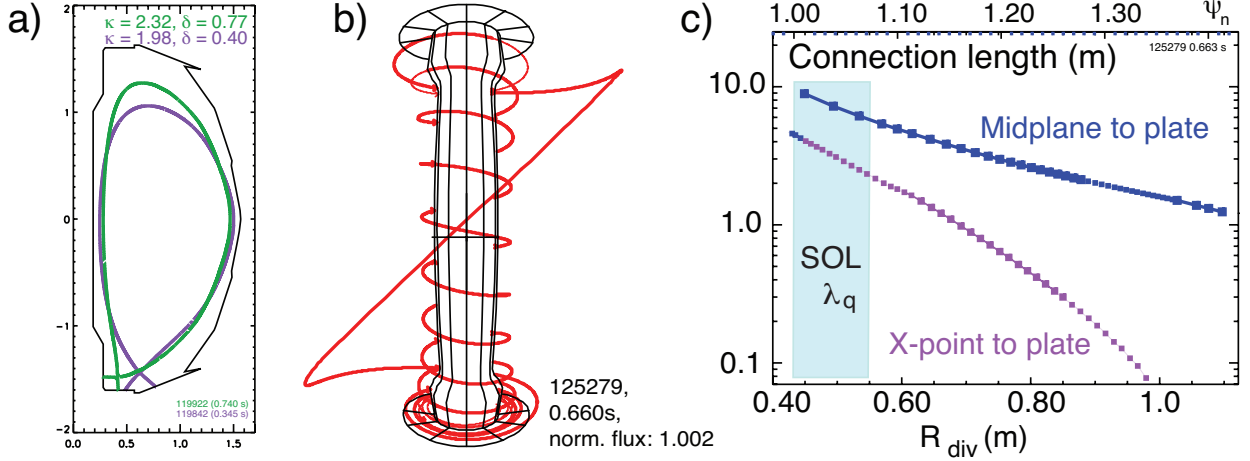 a)
κ = 2.32, δ = 0.77
κ = 1.98, δ = 0.40
2
1
0
−1
−2
0.0 0.5 1.0 1.5
119922 (0.740 s)
119842 (0.345 s)
b)
125279,
0.660s,
norm. flux: 1.002
c)
1.00 1.10 1.20 1.30 ψn
125279 0.663 s
Connection length (m)
10.0
1.0
0.1
Midplane to plate
SOL
λq
X-point to plate
0.40 0.60 0.80 1.0
R div (m)